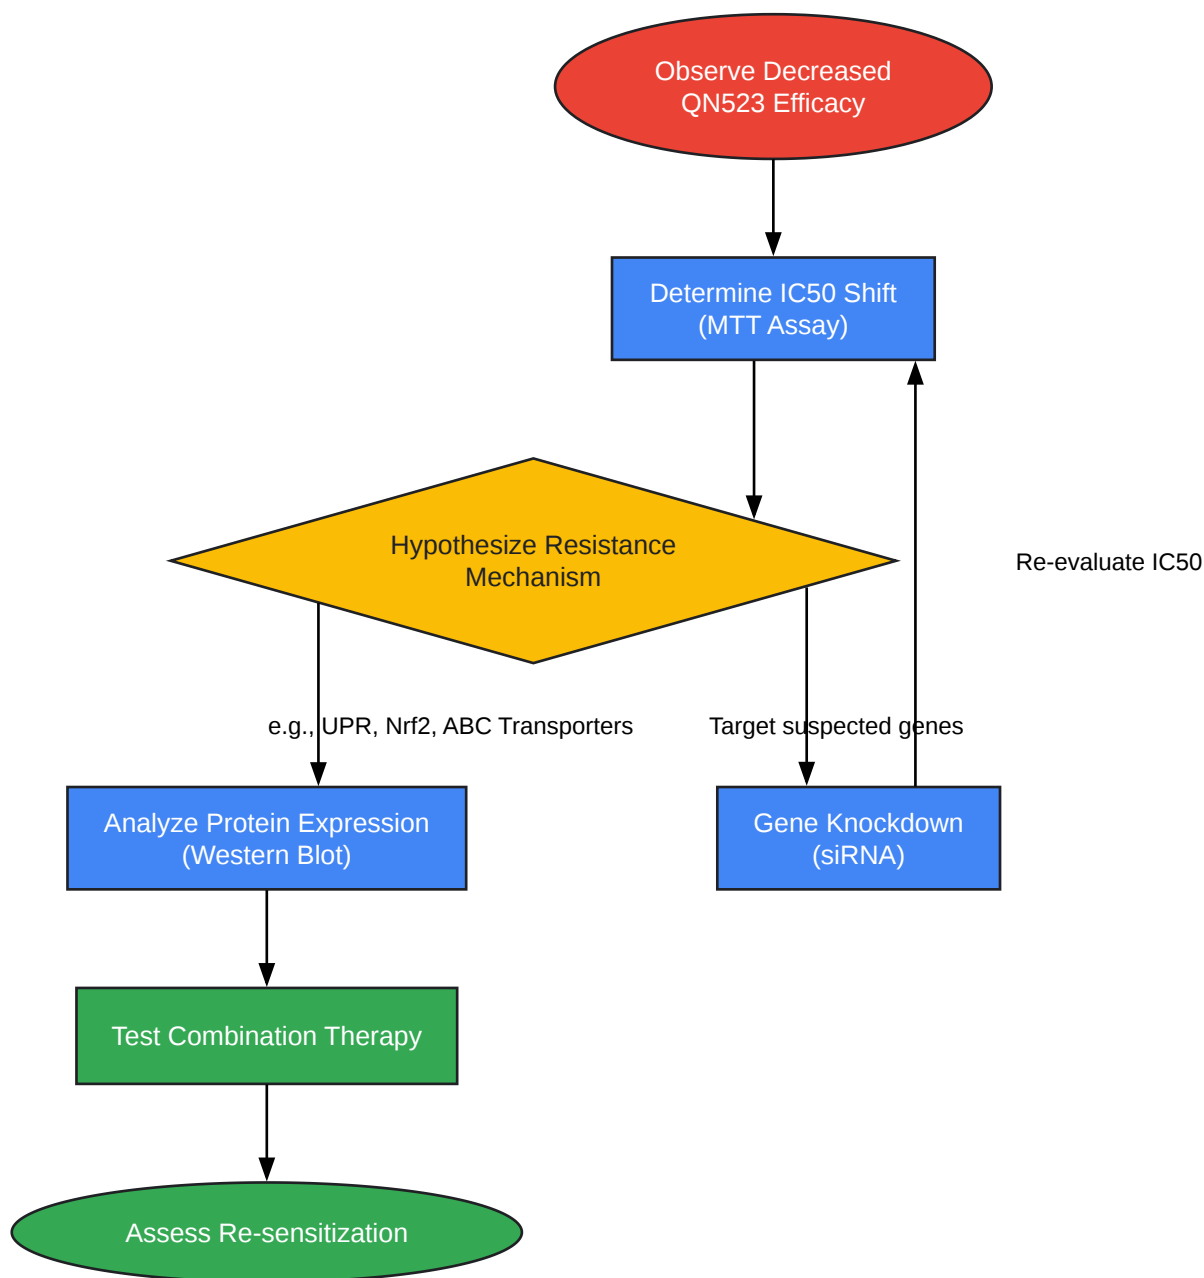 Observe Decreased
QN523 Efficacy
Determine IC50 Shift
(MTT Assay)
Hypothesize Resistance
Mechanism
Re-evaluate IC50
e.g., UPR, Nrf2, ABC Transporters
Target suspected genes
Analyze Protein Expression
(Western Blot)
Gene Knockdown
(siRNA)
Test Combination Therapy
Assess Re-sensitization